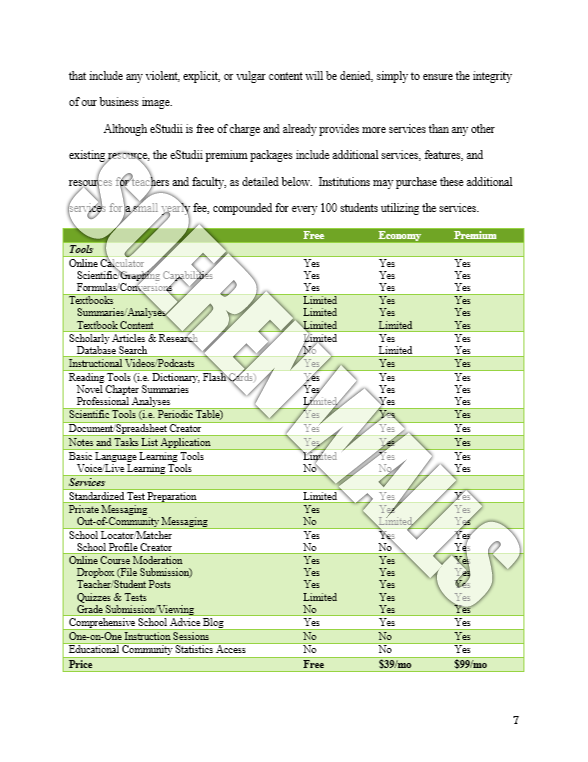 that include any violent, explicit, or vulgar content will be denied, simply to ensure the integrity
of our business image.
Although eStudii is free of charge and already provides more services than any other
existing resource, the eStudii premium packages include additional services, features, and
resources for teachers and faculty, as detailed below. Institutions may purchase these additional
services for a small yearly fee, compounded for every 100 students utilizing the services.
Free Economy Premium
Tools
Online Calculator Yes Yes Yes
Scientific/Graphing Capabilities Yes Yes Yes
Formulas/Conversions Yes Yes Yes
Textbooks Limited Yes Yes
Summaries/Analyses Limited Yes Yes
Textbook Content Limited Limited Yes
Scholarly Articles & Research Limited Yes Yes
Database Search No Limited Yes
Instructional Videos/Podcasts Yes Yes Yes
Reading Tools (i.e. Dictionary, Flash Cards) Yes Yes Yes
Novel Chapter Summaries Yes Yes Yes
Professional Analyses Limited Yes Yes
Scientific Tools (i.e. Periodic Table) Yes Yes Yes
Document/Spreadsheet Creator Yes Yes Yes
Notes and Tasks List Application Yes Yes Yes
Basic Language Learning Tools Limited Yes Yes
Voice/Live Learning Tools No No Yes
Services
Standardized Test Preparation Limited Yes Yes
Private Messaging Yes Yes Yes
Out-of-Community Messaging No Limited Yes
School Locator/Matcher Yes Yes Yes
School Profile Creator No No Yes
Online Course Moderation Yes Yes Yes
Dropbox (File Submission) Yes Yes Yes
Teacher/Student Posts Yes Yes Yes
Quizzes & Tests Limited Yes Yes
Grade Submission/Viewing No Yes Yes
Comprehensive School Advice Blog Yes Yes Yes
One-on-One Instruction Sessions No No Yes
Educational Community Statistics Access No No Yes
Price Free $39/mo $99/mo
SOERENWALLS
7